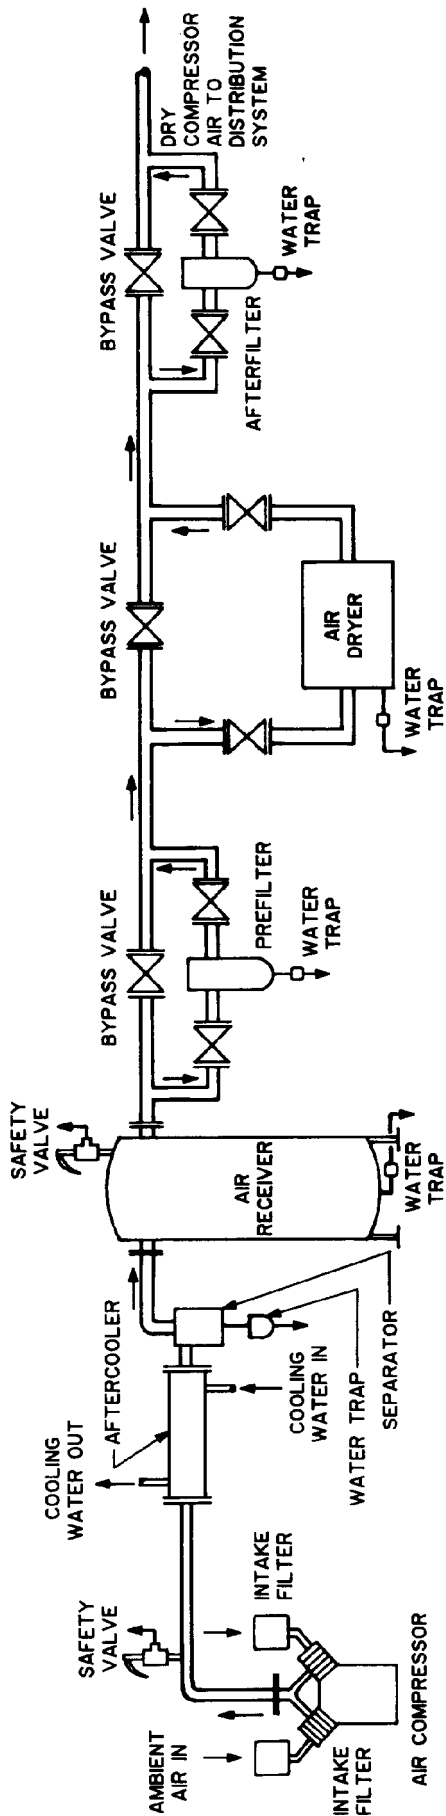 AMBIENT
AIR IN
INTAKE
FILTER
AIR COMPRESSOR
INTAKE
FILTER
SAFETY
VALVE
COOLING
WATER OUT
AFTERCOOLER
COOLING
WATER IN
WATER TRAP
SEPARATOR
SAFETY
VALVE
AIR
RECEIVER
WATER
TRAP
BYPASS VALVE
PREFILTER
WATER
TRAP
BYPASS VALVE
AIR
DRYER
WATER
TRAP
BYPASS VALVE
AFTERFILTER
WATER
TRAP
DRY
COMPRESSOR
AIR TO
DISTRIBUTION
SYSTEM